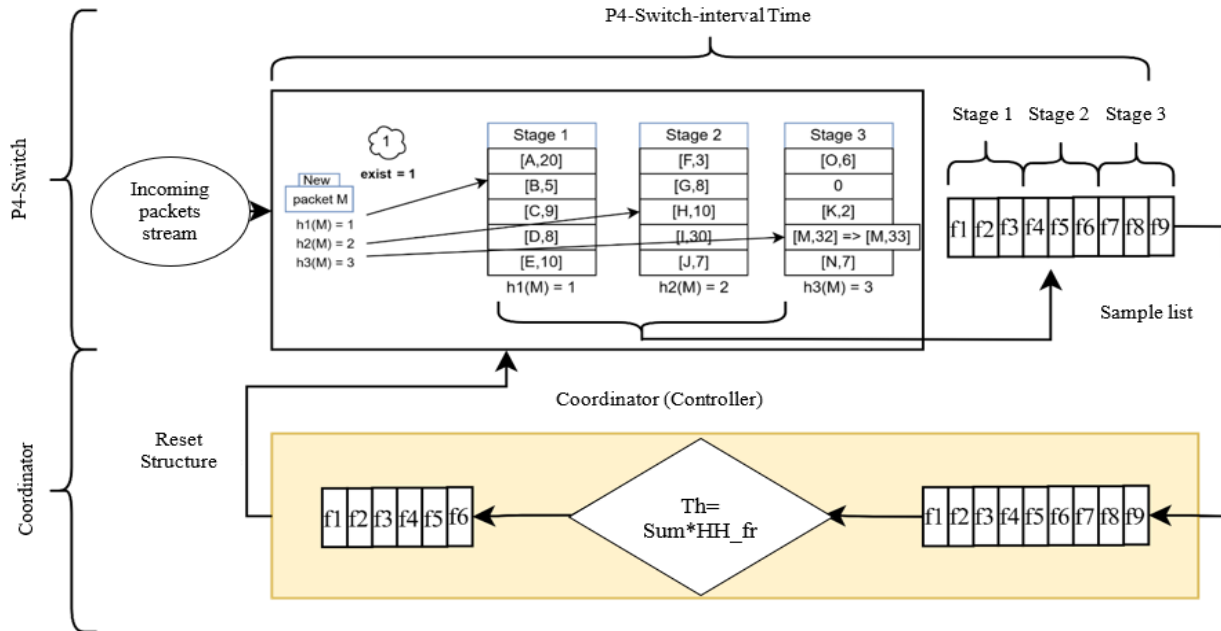 P4-Switch-interval Time
P4-Switch
Incoming
packets
stream
1
exist = 1
New
packet M
h1(M) = 1
h2(M) = 2
h3(M) = 3
Stage 1
[A,20]
[B,5]
[C,9]
[D,8]
[E,10]
h1(M) = 1
Stage 2
[F,3]
[G,8]
[H,10]
[I,30]
[J,7]
h2(M) = 2
Stage 3
[O,6]
0
[K,2]
[M,32] => [M,33]
[N,7]
h3(M) = 3
Stage 1 Stage 2 Stage 3
f1 f2 f3 f4 f5 f6 f7 f8 f9
Sample list
Coordinator
Coordinator (Controller)
Reset
Structure
f1 f2 f3 f4 f5 f6
Th=
Sum*HH_fr
f1 f2 f3 f4 f5 f6 f7 f8 f9